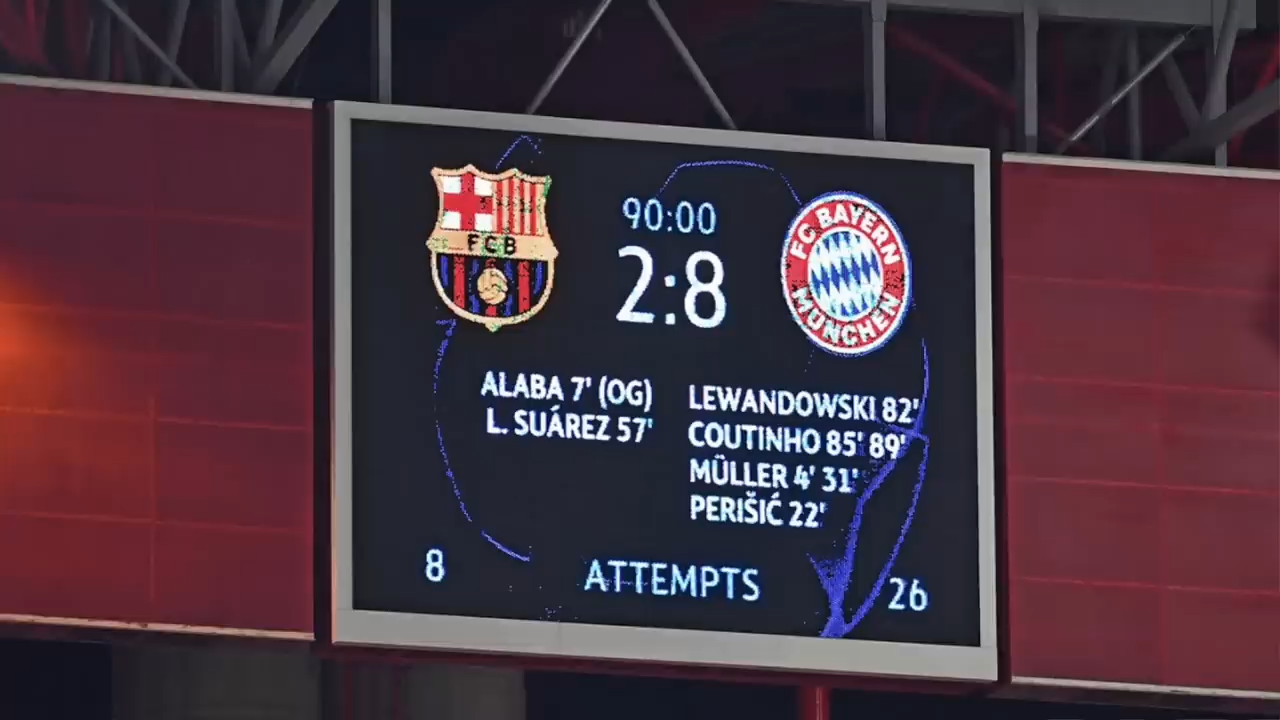 FCB
90:00
2:8
FC BAYERN
MÜNCHEN
ALABA 7' (OG)
L. SUÁREZ 57'
LEWANDOWSKI 82'
COUTINHO 85' 89'
MÜLLER 4' 31'
PERIŠIĆ 22'
8 ATTEMPTS 26